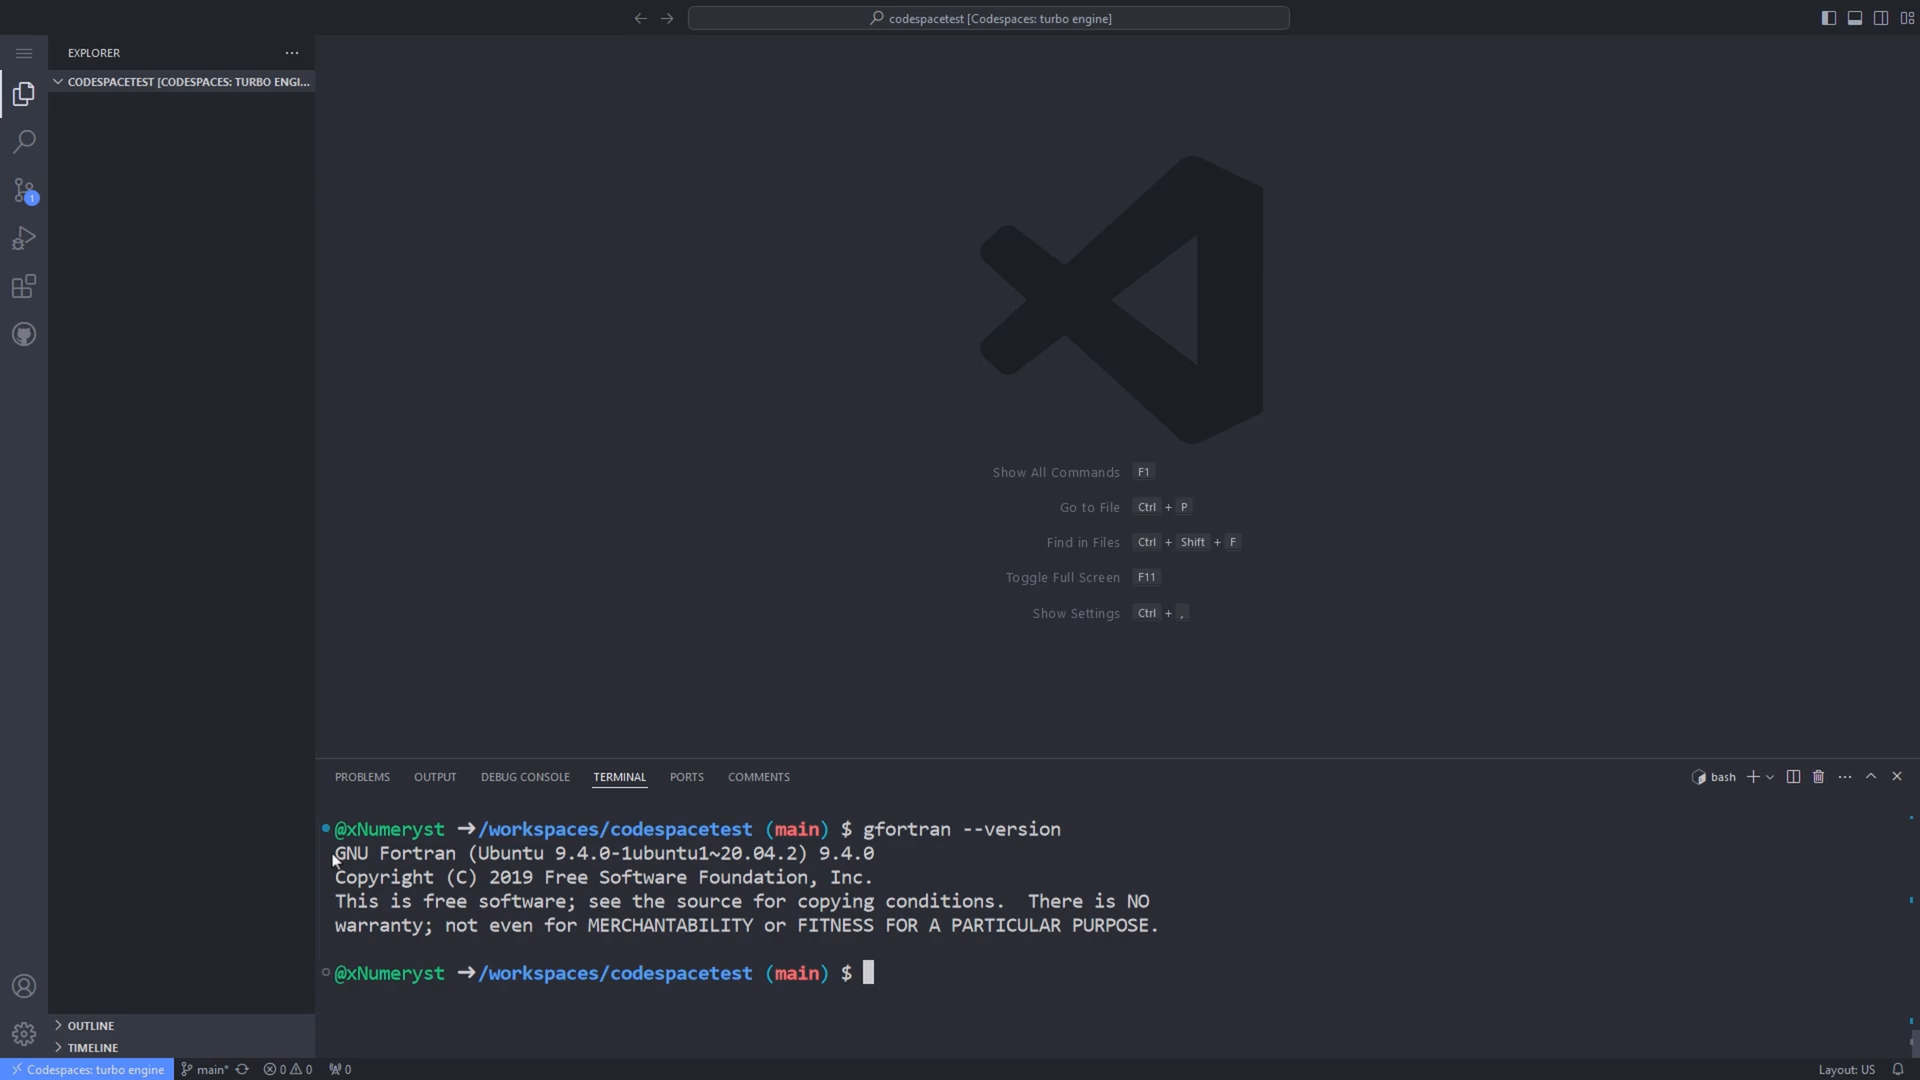 codespacetest [Codespaces: turbo engine]
EXPLORER
CODESPACETEST [CODESPACES: TURBO ENGI...
1
Show All Commands F1
Go to File Ctrl + P
Find in Files Ctrl + Shift + F
Toggle Full Screen F11
Show Settings Ctrl + ,
PROBLEMS OUTPUT DEBUG CONSOLE TERMINAL PORTS COMMENTS bash
@xNumeryst ➜/workspaces/codespacetest (main) $ gfortran --version
GNU Fortran (Ubuntu 9.4.0-1ubuntu1~20.04.2) 9.4.0
Copyright (C) 2019 Free Software Foundation, Inc.
This is free software; see the source for copying conditions.  There is NO
warranty; not even for MERCHANTABILITY or FITNESS FOR A PARTICULAR PURPOSE.
@xNumeryst ➜/workspaces/codespacetest (main) $
OUTLINE
TIMELINE
Codespaces: turbo engine main* 0 0 0 Layout: US